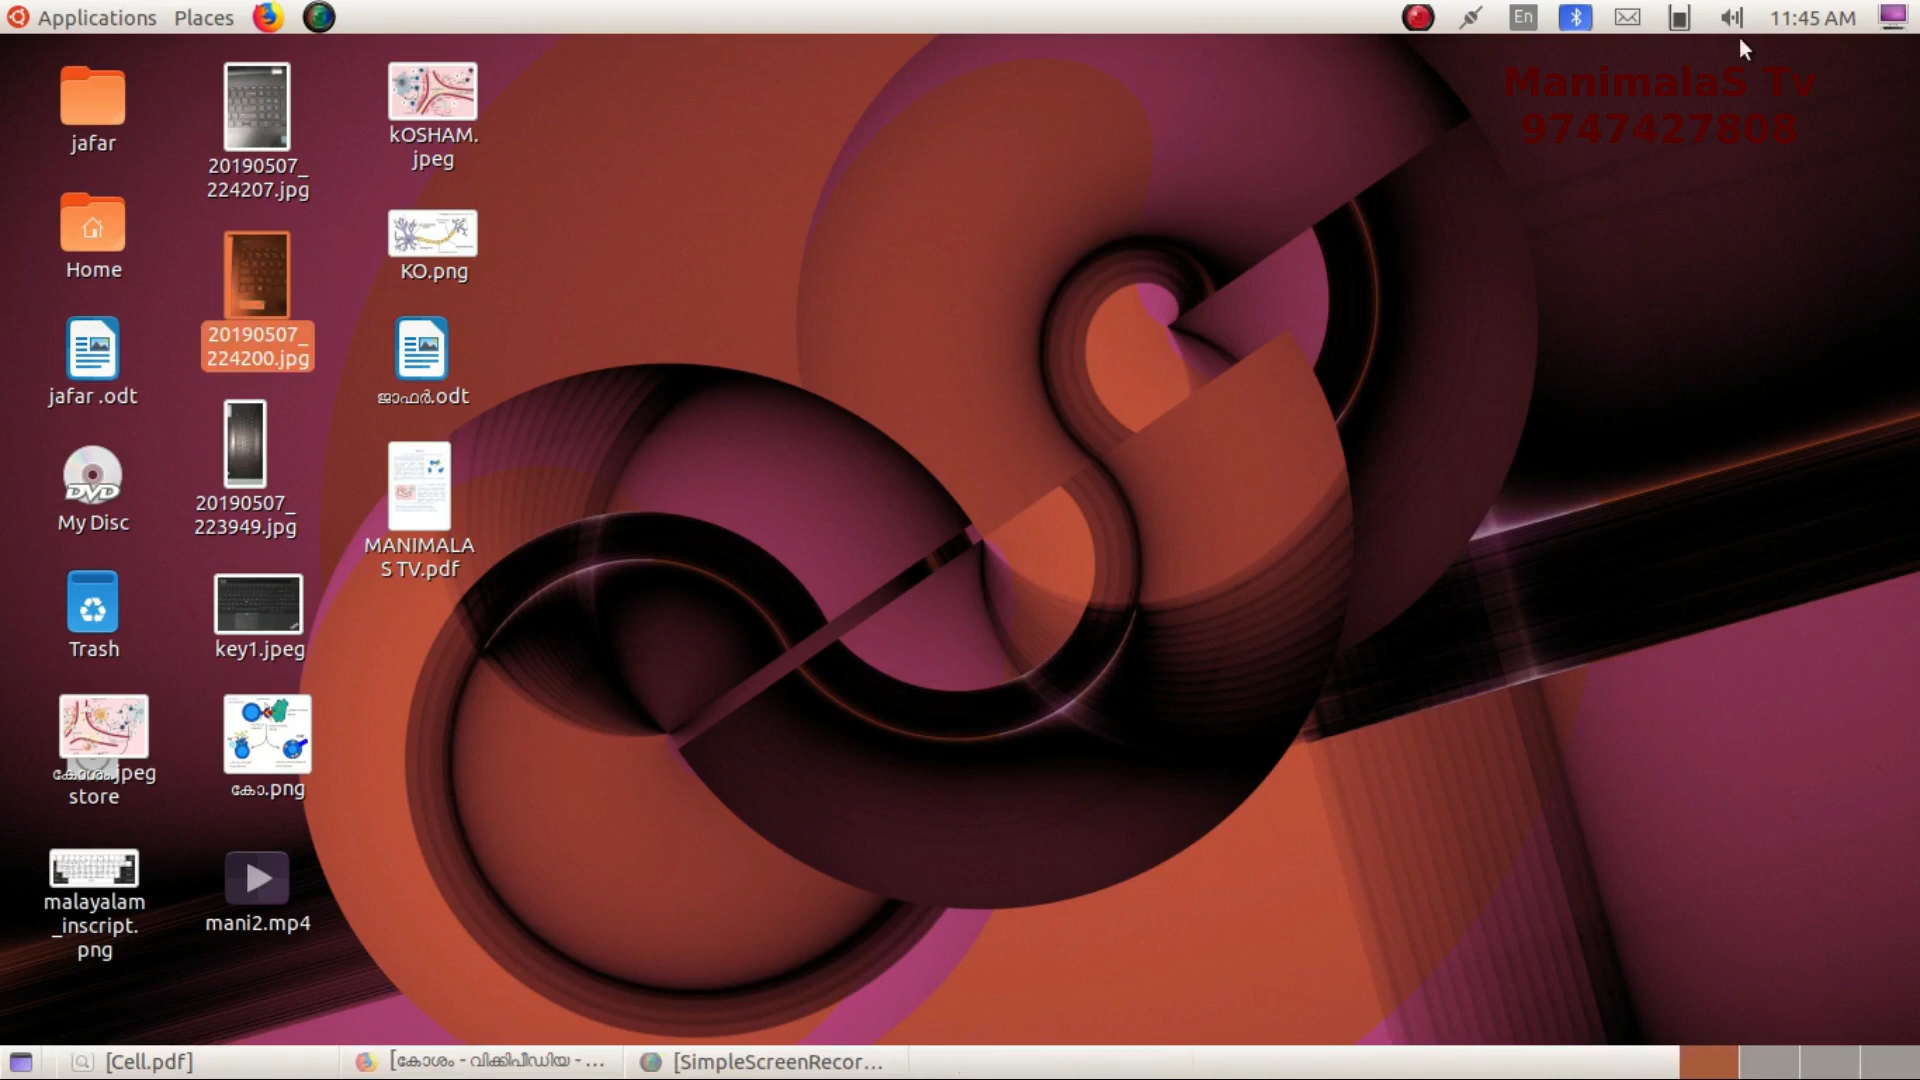 Applications Places
En
11:45 AM
ManimalaS Tv
9747427808
jafar
Home
jafar .odt
DVD
My Disc
Trash
കോശം.jpeg
store
malayalam
_inscript.
png
20190507_
224207.jpg
20190507_
224200.jpg
20190507_
223949.jpg
key1.jpeg
കോ.png
mani2.mp4
kOSHAM.
jpeg
KO.png
ജാഫർ.odt
MANIMALA
S TV.pdf
[Cell.pdf]
[കോശം - വിക്കിപീഡിയ - ...
[SimpleScreenRecor...